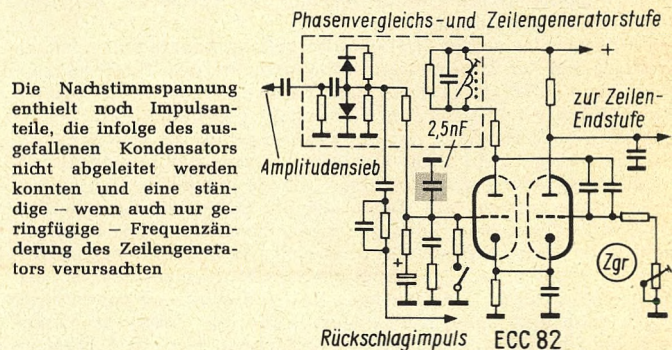 Phasenvergleichs- und Zeilengeneratorstufe
Die Nachstimmspannung
enthielt noch Impulsan-
teile, die infolge des aus-
gefallenen Kondensators
nicht abgeleitet werden
konnten und eine stän-
dige — wenn auch nur ge-
ringfügige — Frequenzän-
derung des Zeilengenera-
tors verursachten
+
zur Zeilen-
Endstufe
2,5nF
Amplitudensieb
Zgr
+
Rückschlagimpuls
ECC 82